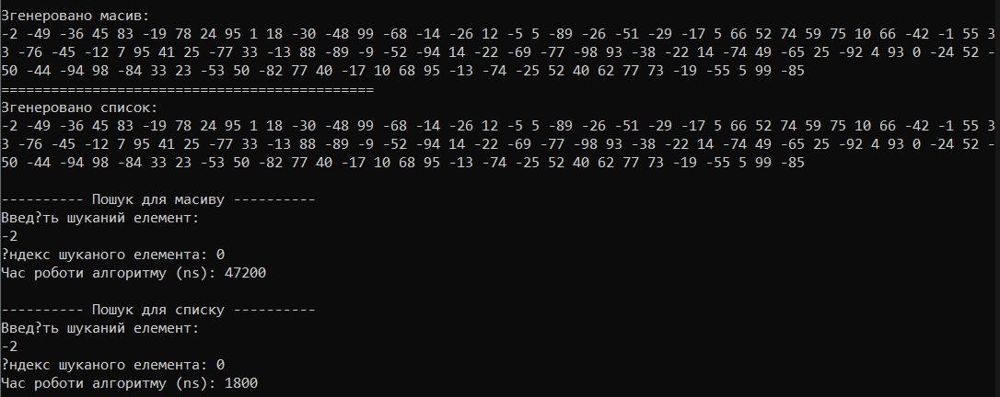 Згенеровано масив:
-2 -49 -36 45 83 -19 78 24 95 1 18 -30 -48 99 -68 -14 -26 12 -5 5 -89 -26 -51 -29 -17 5 66 52 74 59 75 10 66 -42 -1 55 3
3 -76 -45 -12 7 95 41 25 -77 33 -13 88 -89 -9 -52 -94 14 -22 -69 -77 -98 93 -38 -22 14 -74 49 -65 25 -92 4 93 0 -24 52 -
50 -44 -94 98 -84 33 23 -53 50 -82 77 40 -17 10 68 95 -13 -74 -25 52 40 62 77 73 -19 -55 5 99 -85
=============================================
Згенеровано список:
-2 -49 -36 45 83 -19 78 24 95 1 18 -30 -48 99 -68 -14 -26 12 -5 5 -89 -26 -51 -29 -17 5 66 52 74 59 75 10 66 -42 -1 55 3
3 -76 -45 -12 7 95 41 25 -77 33 -13 88 -89 -9 -52 -94 14 -22 -69 -77 -98 93 -38 -22 14 -74 49 -65 25 -92 4 93 0 -24 52 -
50 -44 -94 98 -84 33 23 -53 50 -82 77 40 -17 10 68 95 -13 -74 -25 52 40 62 77 73 -19 -55 5 99 -85
---------- Пошук для масиву ----------
Введ?ть шуканий елемент:
-2
?ндекс шуканого елемента: 0
Час роботи алгоритму (ns): 47200
---------- Пошук для списку ----------
Введ?ть шуканий елемент:
-2
?ндекс шуканого елемента: 0
Час роботи алгоритму (ns): 1800